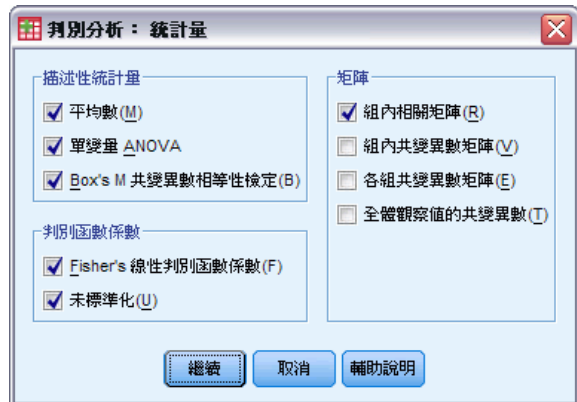 判別分析： 統計量
描述性統計量
平均數(M)
單變量 ANOVA
Box's M 共變異數相等性檢定(B)
判別函數係數
Fisher's 線性判別函數係數(F)
未標準化(U)
矩陣
組內相關矩陣(R)
組內共變異數矩陣(V)
各組共變異數矩陣(E)
全體觀察值的共變異數(T)
繼續
取消
輔助說明